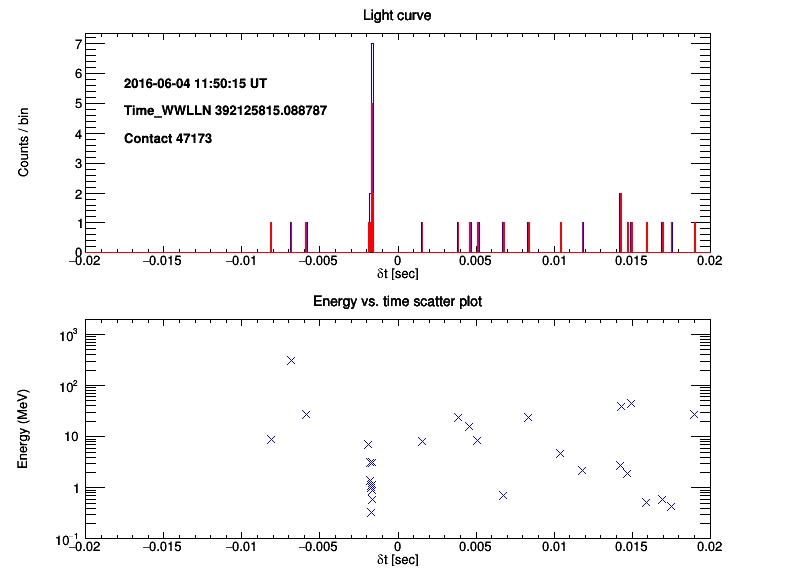 Light curve
7
6
5
4
3
2
1
0
Counts / bin
2016-06-04 11:50:15 UT
Time_WWLLN 392125815.088787
Contact 47173
−0.02 −0.015 −0.01 −0.005 0 0.005 0.01 0.015 0.02
δt [sec]
Energy vs. time scatter plot
10³
10²
10
1
10⁻¹
Energy (MeV)
−0.02 −0.015 −0.01 −0.005 0 0.005 0.01 0.015 0.02
δt [sec]